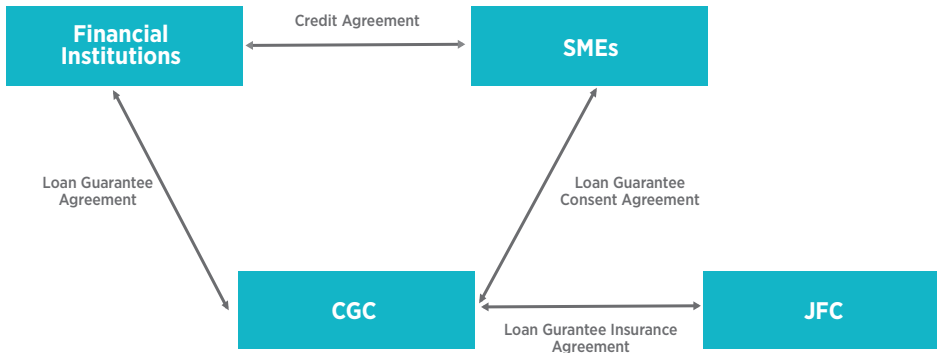 Credit Agreement
Financial
Institutions
SMEs
Loan Guarantee
Agreement
Loan Guarantee
Consent Agreement
CGC
JFC
Loan Gurantee Insurance
Agreement